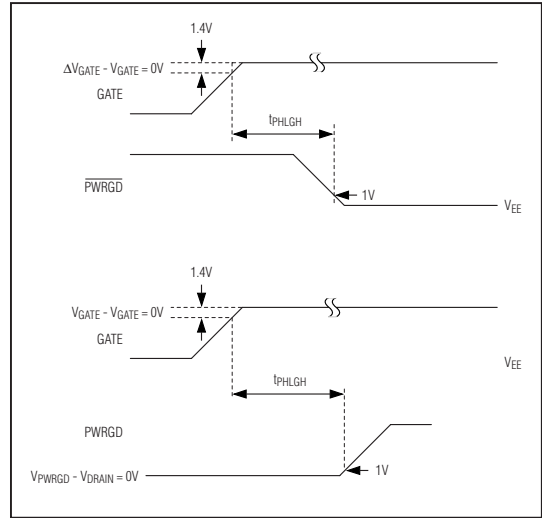 1.4V
ΔVGATE - VGATE = 0V
GATE
tPHLGH
PWRGD
1V
VEE
1.4V
VGATE - VGATE = 0V
GATE
VEE
tPHLGH
PWRGD
1V
VPWRGD - VDRAIN = 0V